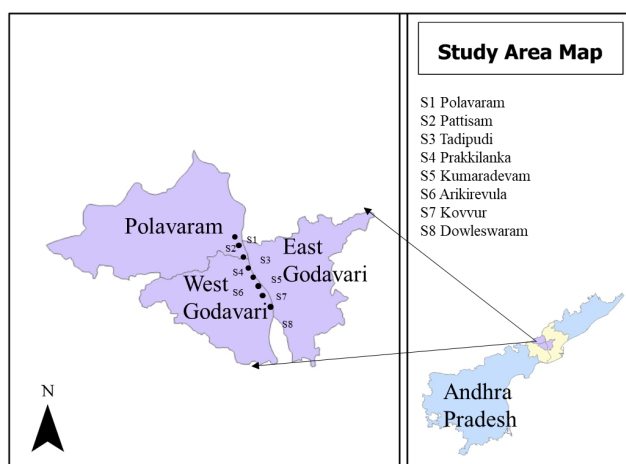 Study Area Map
S1 Polavaram
S2 Pattisam
S3 Tadipudi
S4 Prakkilanka
S5 Kumaradevam
S6 Arikirevula
S7 Kovvur
S8 Dowleswaram
Polavaram
S1
S2
East
Godavari
S3
S4
S5
West
Godavari
S6
S7
S8
N
Andhra
Pradesh